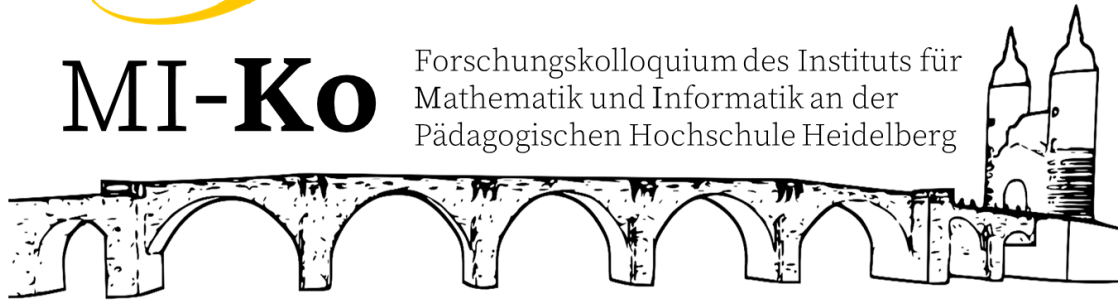 MI-Ko
Forschungskolloquium des Instituts für
Mathematik und Informatik an der
Pädagogischen Hochschule Heidelberg